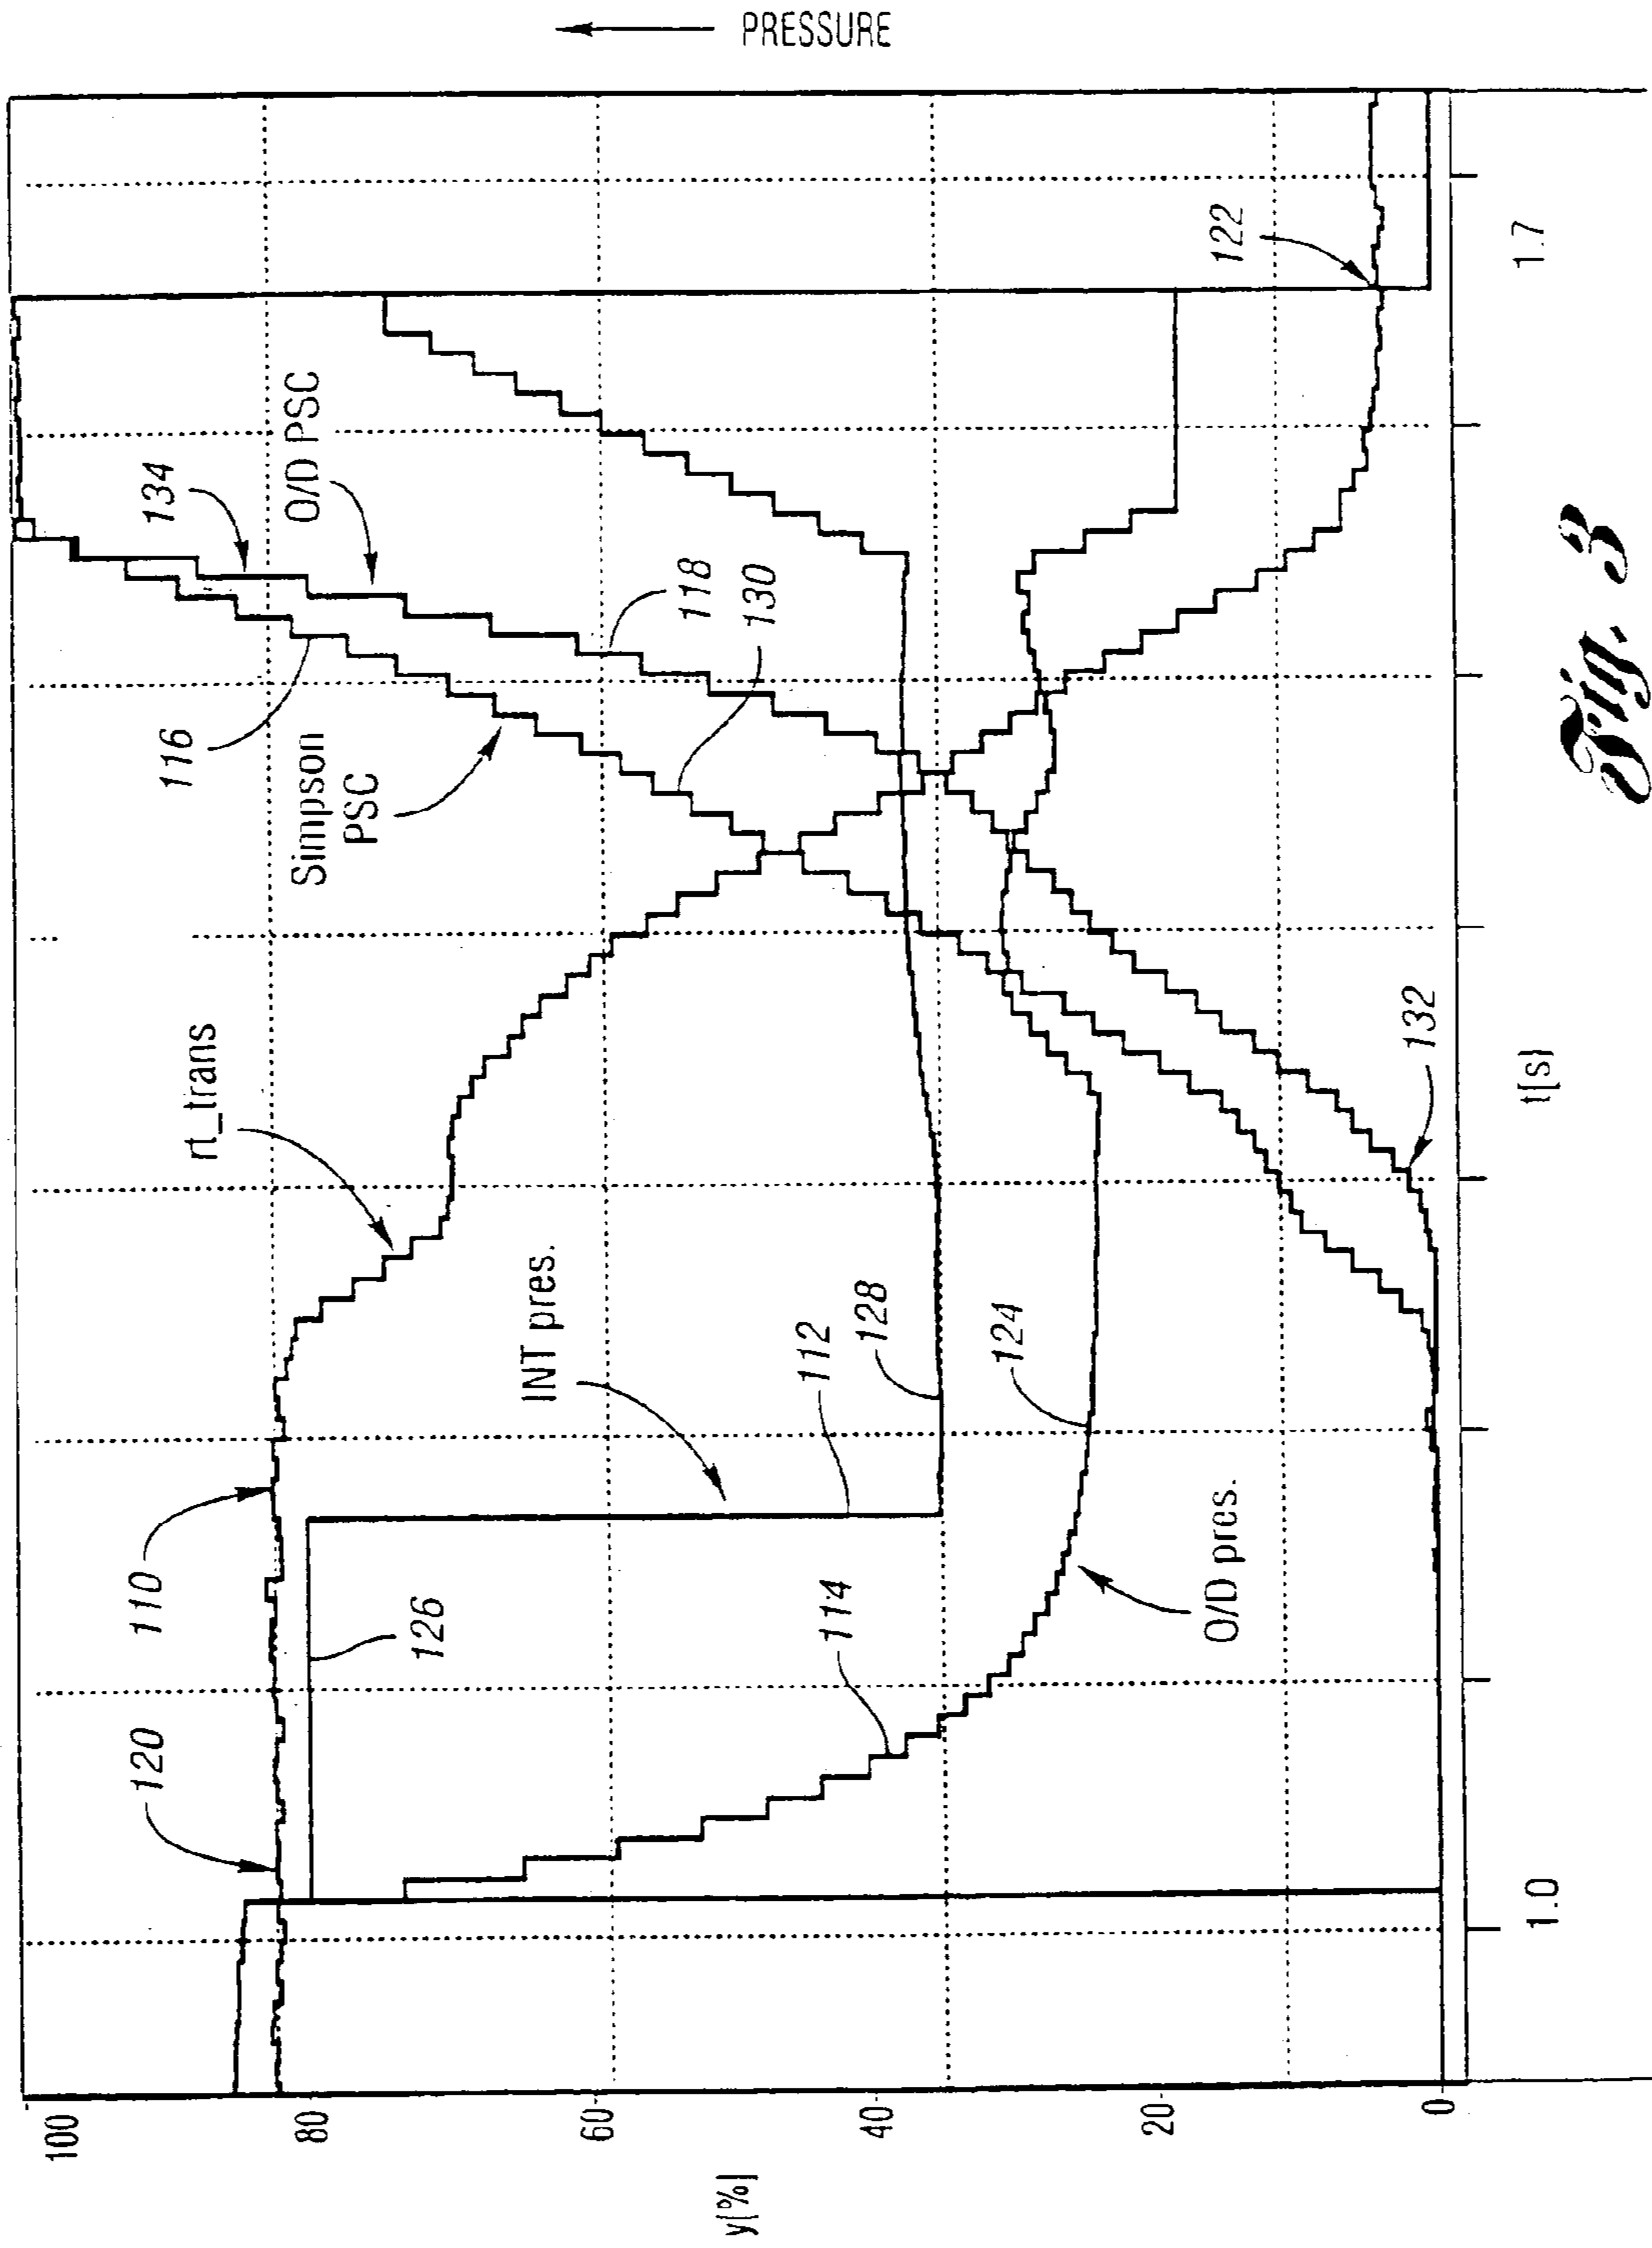 PRESSURE
y[%]
100
80
60
40
20
0
120
110
126
114
O/D pres.
INT pres.
112
128
124
rt_trans
132
116
Simpson
PSC
118
130
134
O/D PSC
122
1.0
t[s]
1.7
Fig. 3